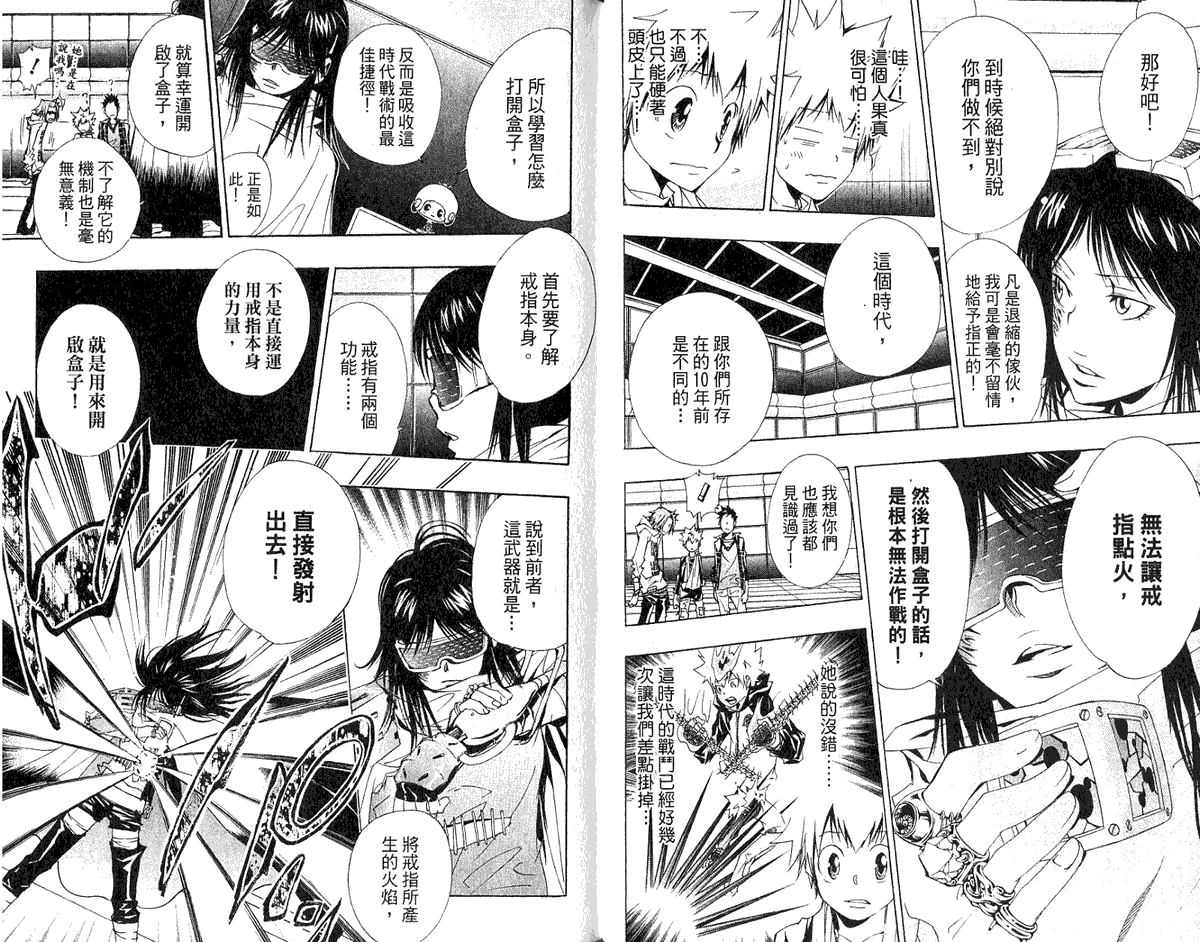 那好吧！
到時候絕對別說
你們做不到，
凡是退縮的傢伙，
我可是會毫不留情
地給予指正的！
哇…！
這個人果真
很可怕…
不…
不過，
也只能硬著
頭皮上了…！
這個時代，
跟你們所存
在的10年前
是不同的…
無法讓戒
指點火，
然後打開盒子的話，
是根本無法作戰的！
我想你們
也應該都
見識過了！
!!
她說的沒錯……
這時代的戰鬥已經好幾
次讓我們差點掛掉…
所以學習怎麼
打開盒子，
反而是吸收這
時代戰術的最
佳捷徑！
正是如
此！
就算幸運開
啟了盒子，
不了解它的
機制也是毫
無意義！
她…是在
說我嗎…
！
首先要了解
戒指本身。
戒指有兩個
功能……
不是直接運
用戒指本身
的力量，
就是用來開
啟盒子！
說到前者，
這武器就是…
將戒指所產
生的火焰，
直接發射
出去！